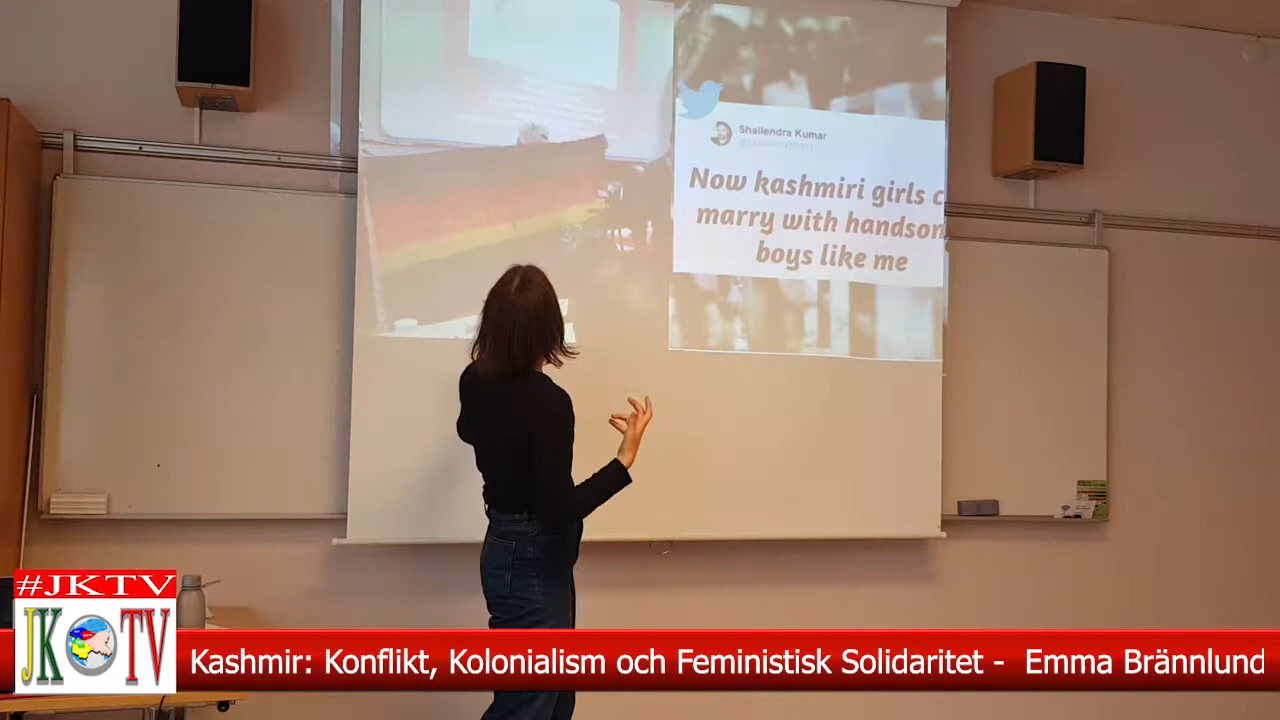 Shailendra Kumar
Now kashmiri girls c
marry with handsom
boys like me
#JKTV
JK TV
Kashmir: Konflikt, Kolonialism och Feministisk Solidaritet - Emma Brännlund